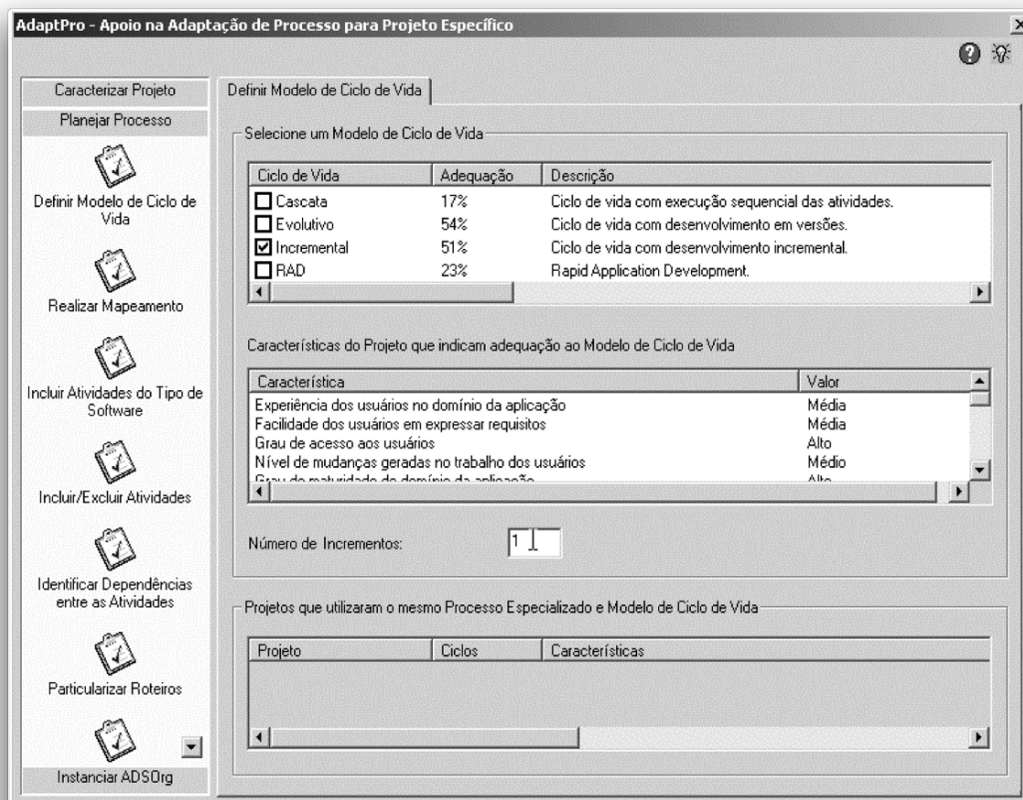 AdaptPro - Apoio na Adaptação de Processo para Projeto Específico
Caracterizar Projeto
Planejar Processo
Definir Modelo de Ciclo de
Vida
Realizar Mapeamento
Incluir Atividades do Tipo de
Software
Incluir/Excluir Atividades
Identificar Dependências
entre as Atividades
Particularizar Roteiros
Instanciar ADSOrg
Definir Modelo de Ciclo de Vida
Selecione um Modelo de Ciclo de Vida
Ciclo de Vida Adequação Descrição
Cascata 17% Ciclo de vida com execução sequencial das atividades.
Evolutivo 54% Ciclo de vida com desenvolvimento em versões.
Incremental 51% Ciclo de vida com desenvolvimento incremental.
RAD 23% Rapid Application Development.
Características do Projeto que indicam adequação ao Modelo de Ciclo de Vida
Característica Valor
Experiência dos usuários no domínio da aplicação Média
Facilidade dos usuários em expressar requisitos Média
Grau de acesso aos usuários Alto
Nível de mudanças geradas no trabalho dos usuários Médio
Grau de maturidade do domínio da aplicação Alto
Número de Incrementos: 1
Projetos que utilizaram o mesmo Processo Especializado e Modelo de Ciclo de Vida
Projeto Ciclos Características